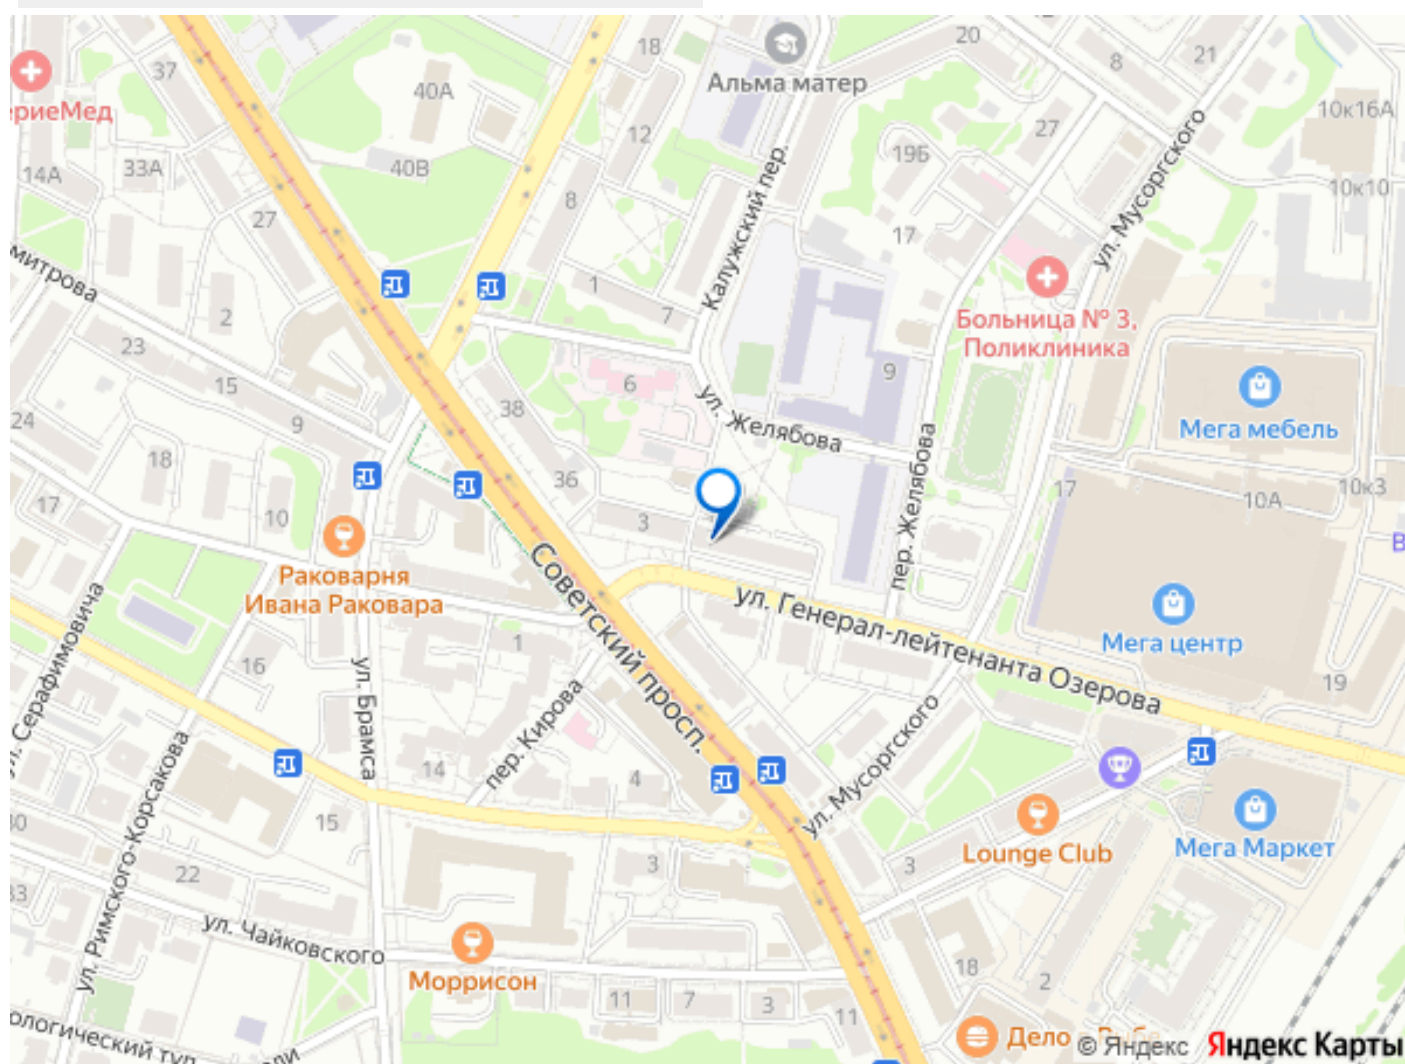 18
20
21
37
Альма матер
8
40А
10к16А
ериеМед
12
27
ул. Мусоргского
Калужский пер.
19Б
33А
40В
14А
10к10
8
27
17
митрова
1
7
2
Больница № 3,
Поликлиника
23
15
6
9
38
ул. Желябова
Мега мебель
24
9
18
36
пер. Желябова
17
10А
10к3
17
10
3
В
Советский просп.
Раковарня
Ивана Раковара
ул. Генерал-лейтенанта Озерова
Мега центр
ул. Серафимовича
1
16
19
ул. Брамса
пер. Кирова
ул. Мусоргского
14
4
ул. Римского-Корсакова
15
3
Lounge Club
Мега Маркет
3
22
ул. Чайковского
Моррисон
18
2
11
7
3
11
ологический туп.
Дело в
© Яндекс
Яндекс Карты